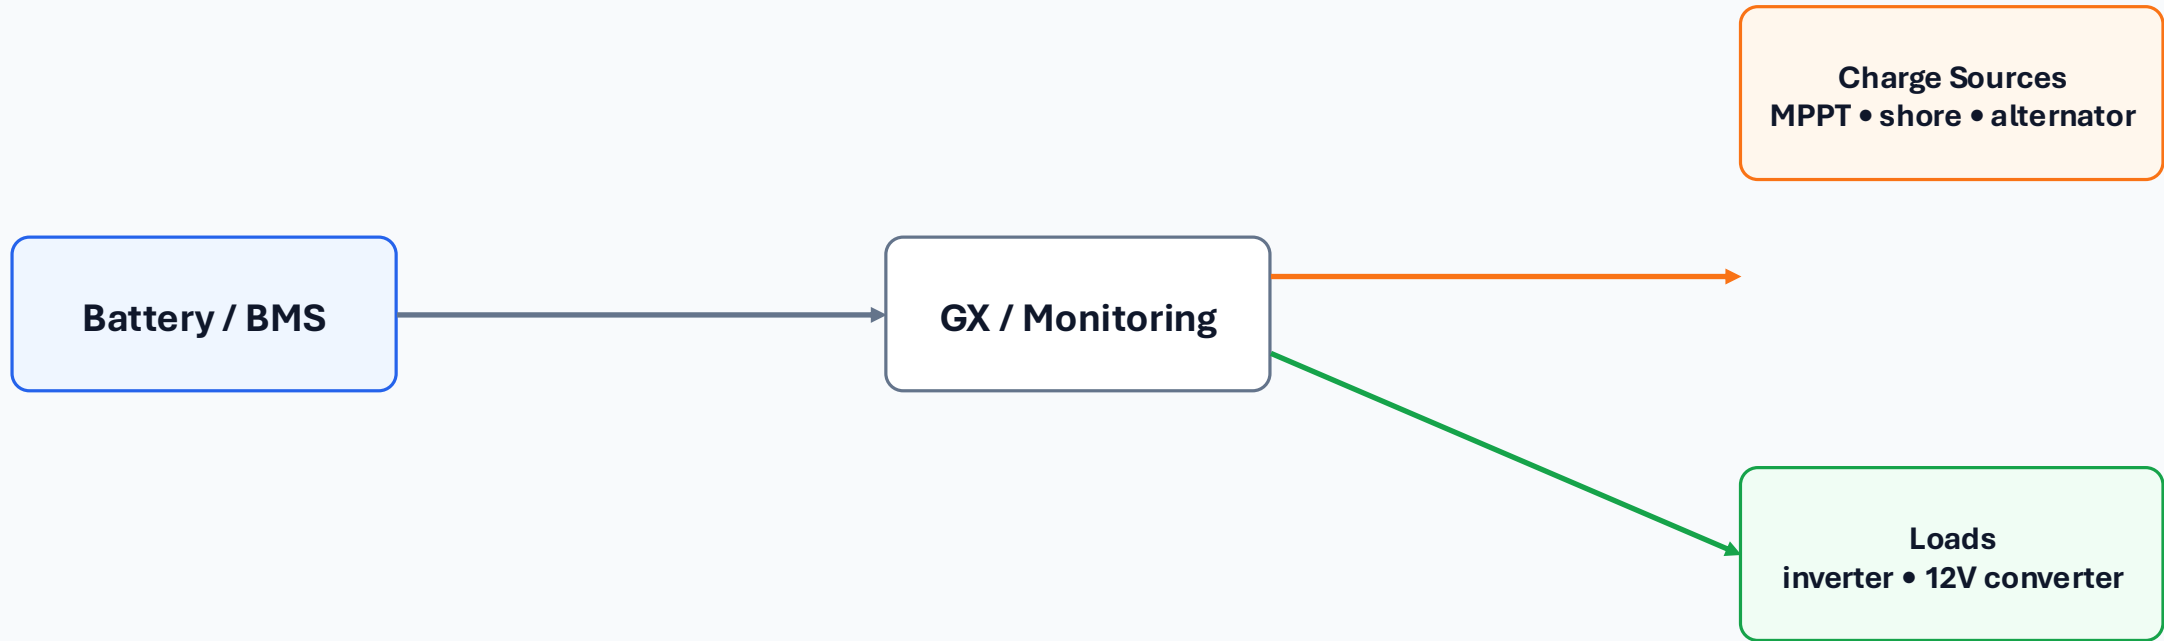 Charge Sources
MPPT • shore • alternator
Battery / BMS
GX / Monitoring
Loads
inverter • 12V converter